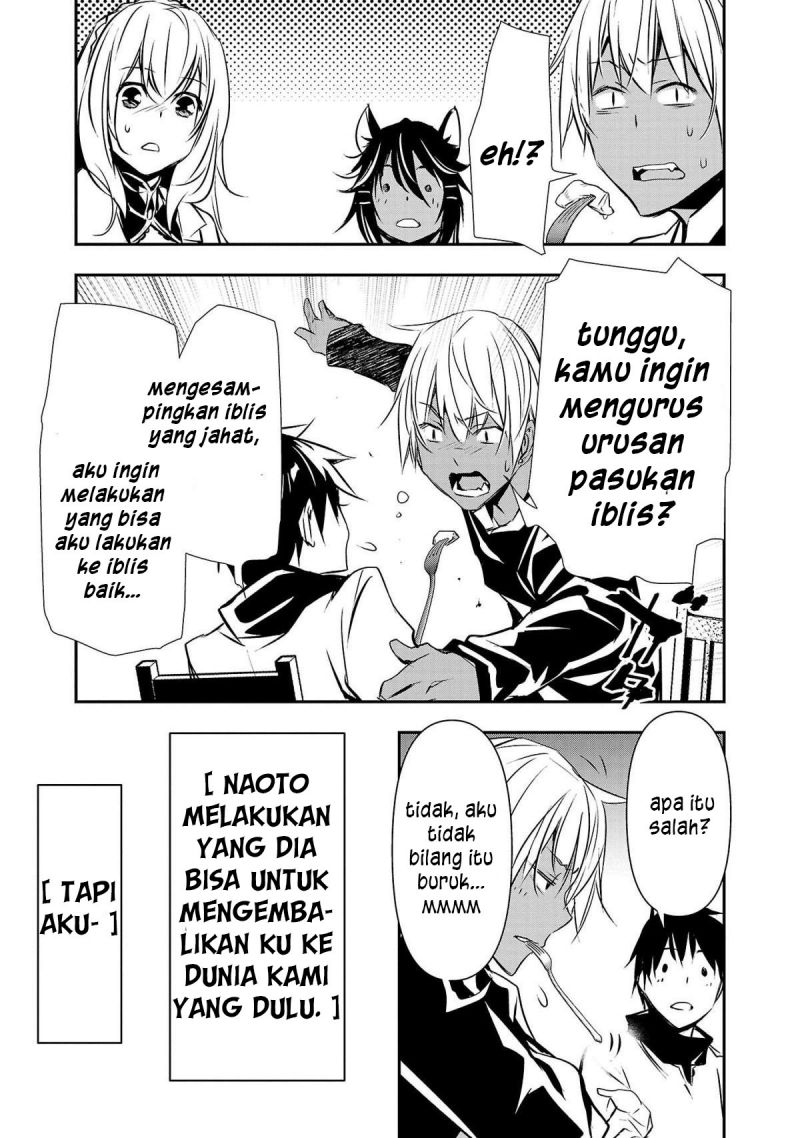 eh!?
tunggu,
kamu ingin
mengurus
urusan
pasukan
iblis?
mengesam-
pingkan iblis
yang jahat,
aku ingin
melakukan
yang bisa
aku lakukan
ke iblis
baik...
apa itu
salah?
tidak, aku
tidak
bilang itu
buruk...
MMMM
[ NAOTO
MELAKUKAN
YANG DIA
BISA UNTUK
MENGEMBA-
LIKAN KU KE
DUNIA KAMI
YANG DULU. ]
[ TAPI
AKU- ]